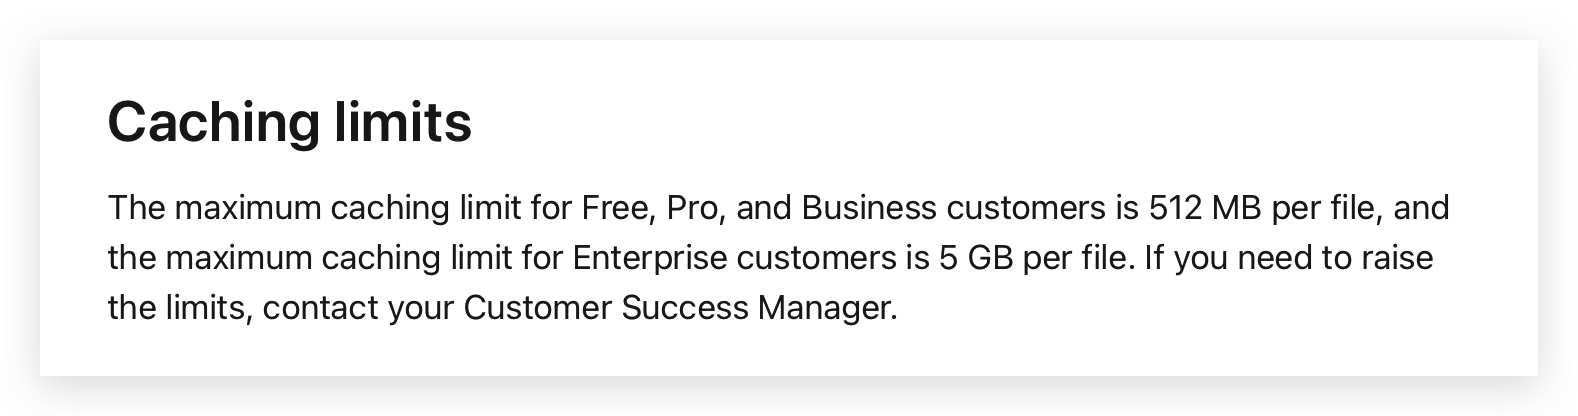 Caching limits
The maximum caching limit for Free, Pro, and Business customers is 512 MB per file, and
the maximum caching limit for Enterprise customers is 5 GB per file. If you need to raise
the limits, contact your Customer Success Manager.